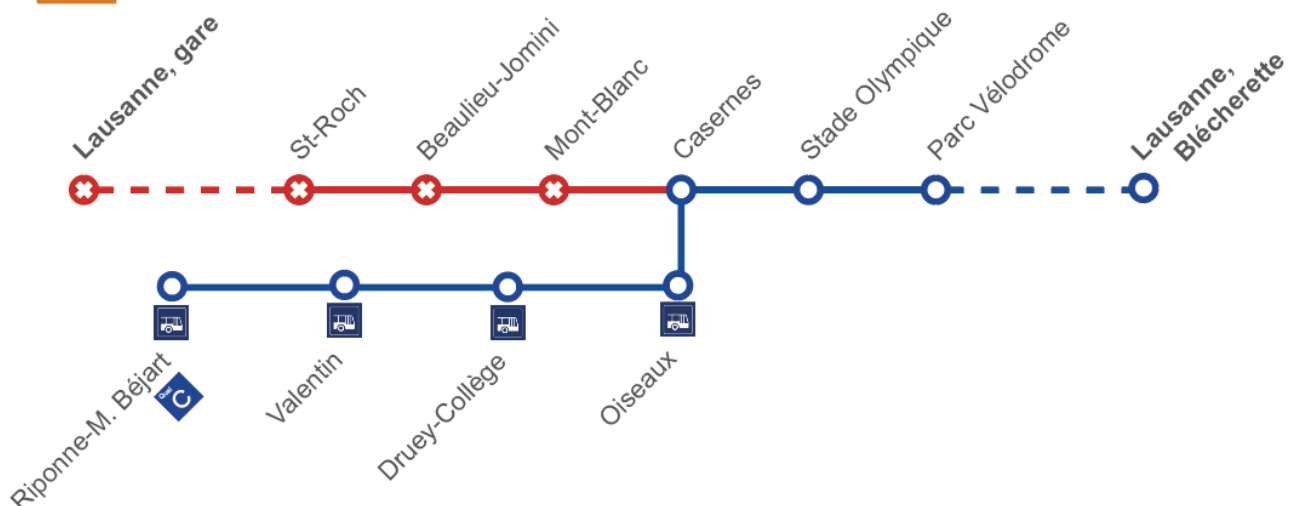 Lausanne, gare
St-Roch
Beaulieu-Jomini
Mont-Blanc
Casernes
Stade Olympique
Parc Vélodrome
Lausanne,
Blécherette
Riponne-M. Béjart
Quai
C
Valentin
Druey-Collège
Oiseaux